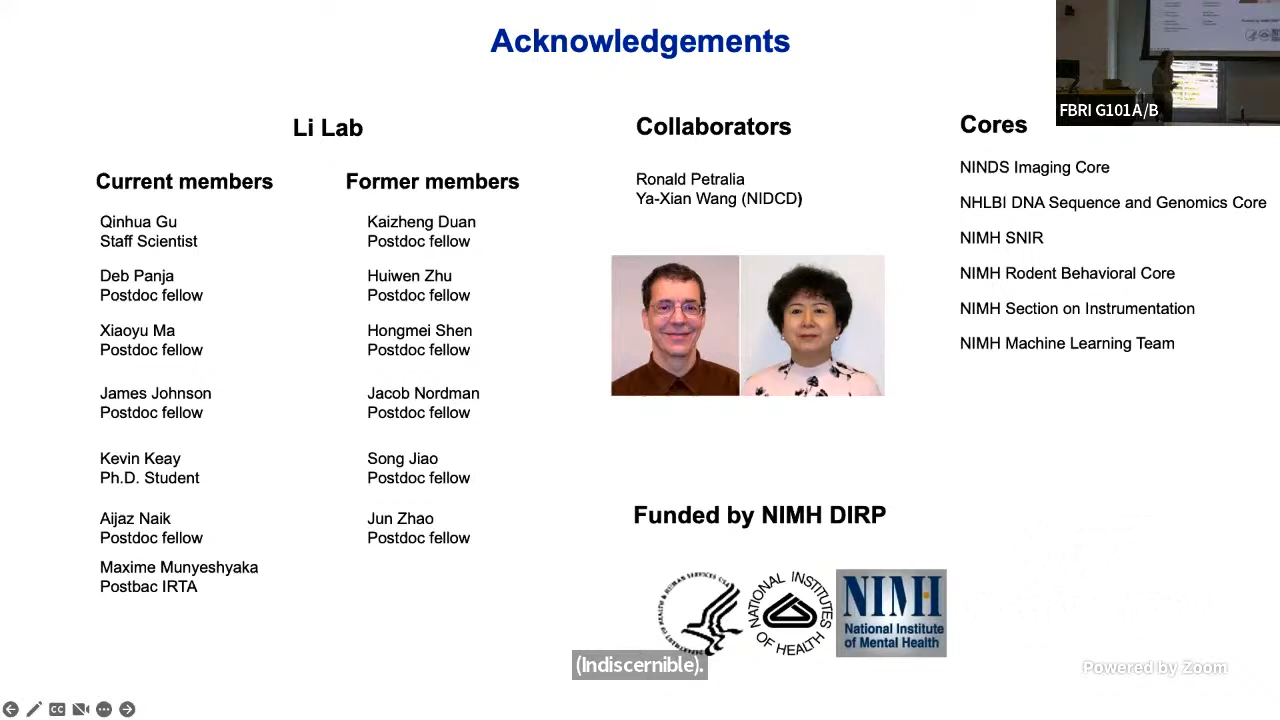 Acknowledgements
FBRI G101A/B
Li Lab
Current members
Qinhua Gu
Staff Scientist
Deb Panja
Postdoc fellow
Xiaoyu Ma
Postdoc fellow
James Johnson
Postdoc fellow
Kevin Keay
Ph.D. Student
Aijaz Naik
Postdoc fellow
Maxime Munyeshyaka
Postbac IRTA
Former members
Kaizheng Duan
Postdoc fellow
Huiwen Zhu
Postdoc fellow
Hongmei Shen
Postdoc fellow
Jacob Nordman
Postdoc fellow
Song Jiao
Postdoc fellow
Jun Zhao
Postdoc fellow
Collaborators
Ronald Petralia
Ya-Xian Wang (NIDCD)
Cores
NINDS Imaging Core
NHLBI DNA Sequence and Genomics Core
NIMH SNIR
NIMH Rodent Behavioral Core
NIMH Section on Instrumentation
NIMH Machine Learning Team
Funded by NIMH DIRP
NATIONAL INSTITUTES
OF HEALTH
NIMH
National Institute
of Mental Health
(Indiscernible).
Powered by Zoom
CC